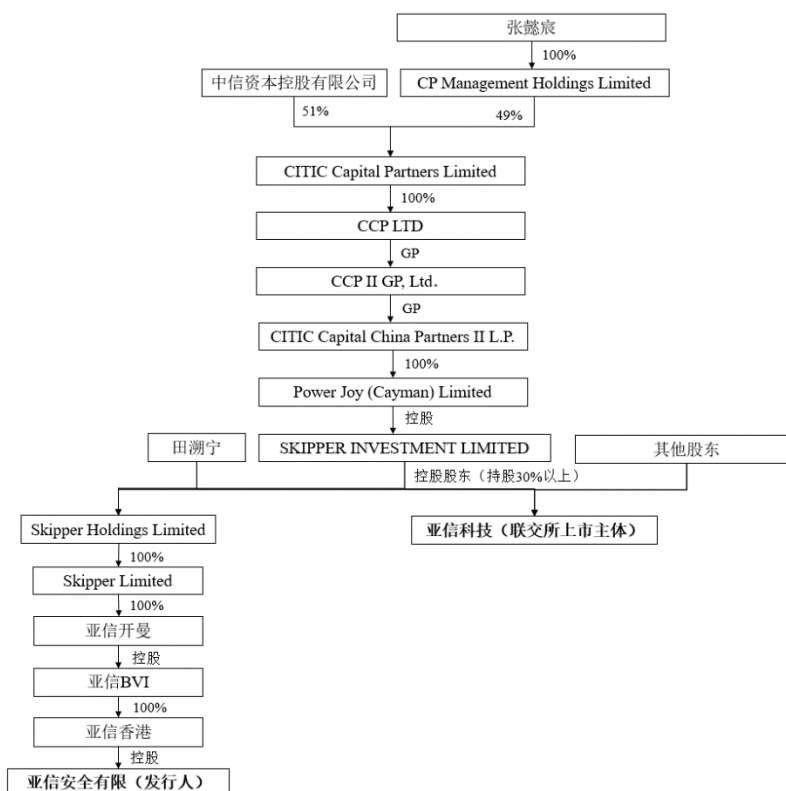 张懿宸
100%
中信资本控股有限公司
CP Management Holdings Limited
51%
49%
CITIC Capital Partners Limited
100%
CCP LTD
GP
CCP II GP, Ltd.
GP
CITIC Capital China Partners II L.P.
100%
Power Joy (Cayman) Limited
控股
田溯宁
SKIPPER INVESTMENT LIMITED
其他股东
控股股东（持股30%以上）
Skipper Holdings Limited
亚信科技（联交所上市主体）
100%
Skipper Limited
100%
亚信开曼
控股
亚信BVI
100%
亚信香港
控股
亚信安全有限（发行人）